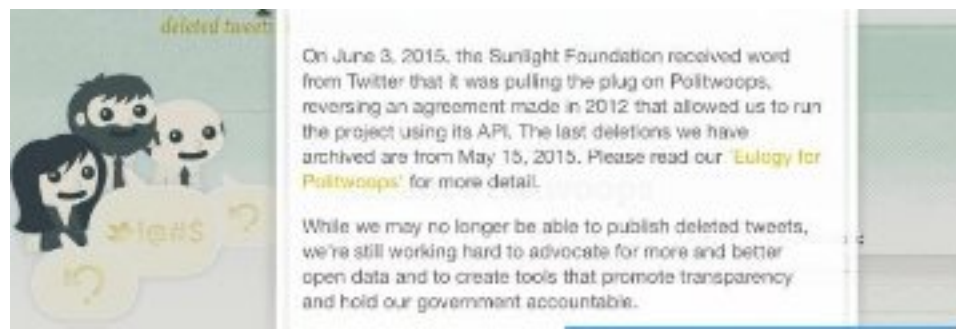 deleted tweets
On June 3, 2015, the Sunlight Foundation received word
from Twitter that it was pulling the plug on Politwoops,
reversing an agreement made in 2012 that allowed us to run
the project using its API. The last deletions we have
archived are from May 15, 2015. Please read our 'Eulogy for
Politwoops' for more detail.
While we may no longer be able to publish deleted tweets,
we're still working hard to advocate for more and better
open data and to create tools that promote transparency
and hold our government accountable.
!@#$